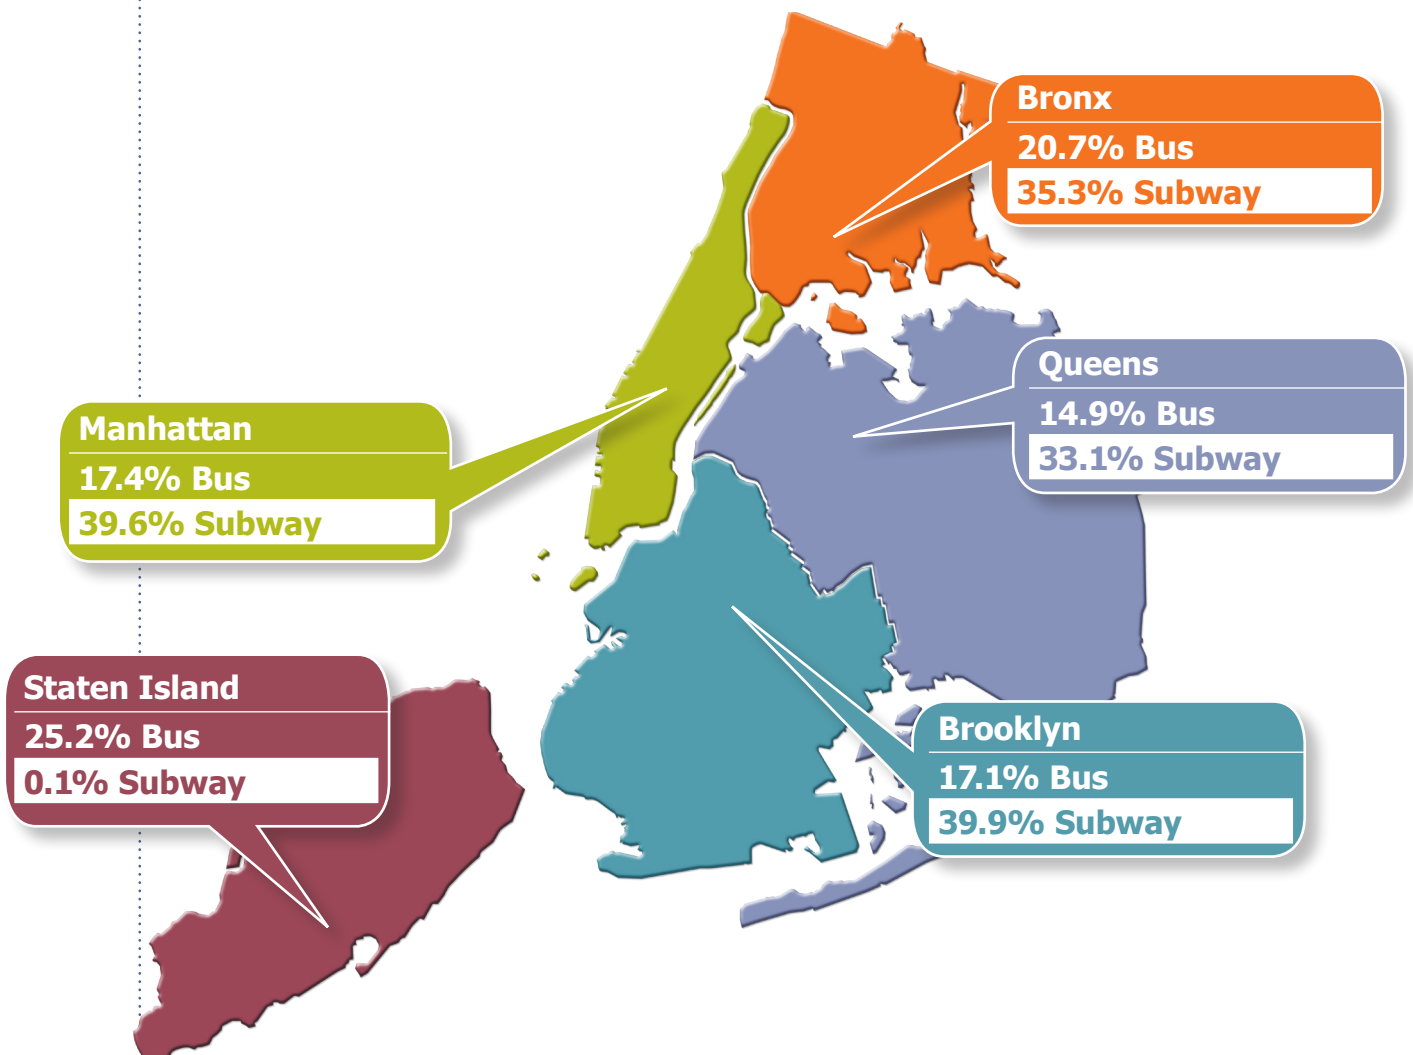 Bronx
20.7% Bus
35.3% Subway
Queens
14.9% Bus
33.1% Subway
Manhattan
17.4% Bus
39.6% Subway
Staten Island
25.2% Bus
0.1% Subway
Brooklyn
17.1% Bus
39.9% Subway